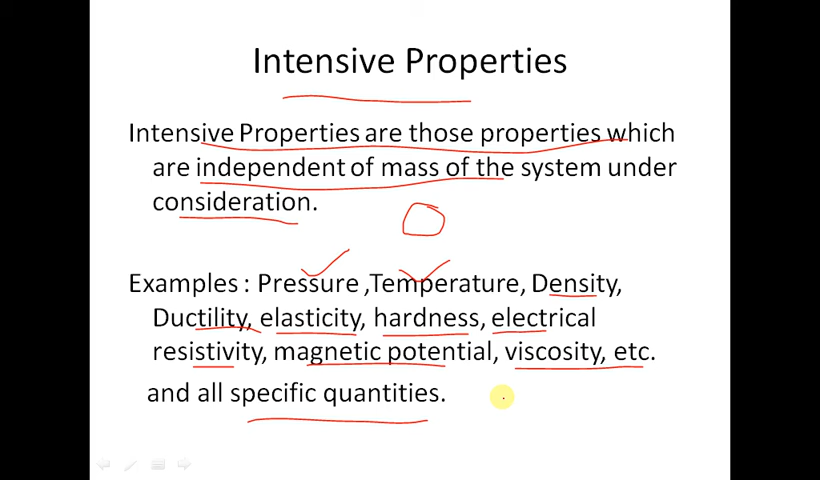 Intensive Properties
Intensive Properties are those properties which
are independent of mass of the system under
consideration.
Examples : Pressure ,Temperature, Density,
Ductility, elasticity, hardness, electrical
resistivity, magnetic potential, viscosity, etc.
and all specific quantities.